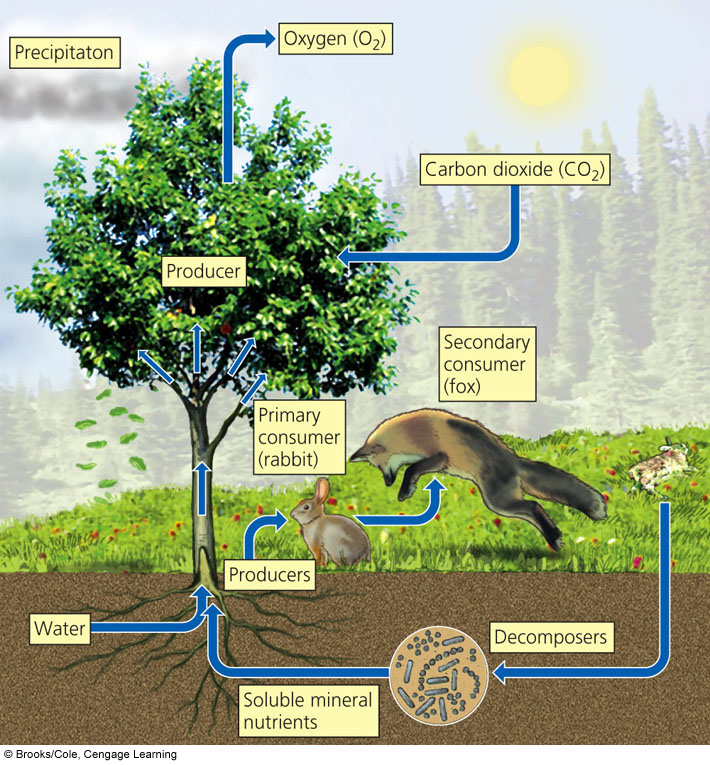 Precipitaton
Oxygen (O₂)
Carbon dioxide (CO₂)
Producer
Secondary
consumer
(fox)
Primary
consumer
(rabbit)
Producers
Water
Decomposers
Soluble mineral
nutrients
© Brooks/Cole, Cengage Learning